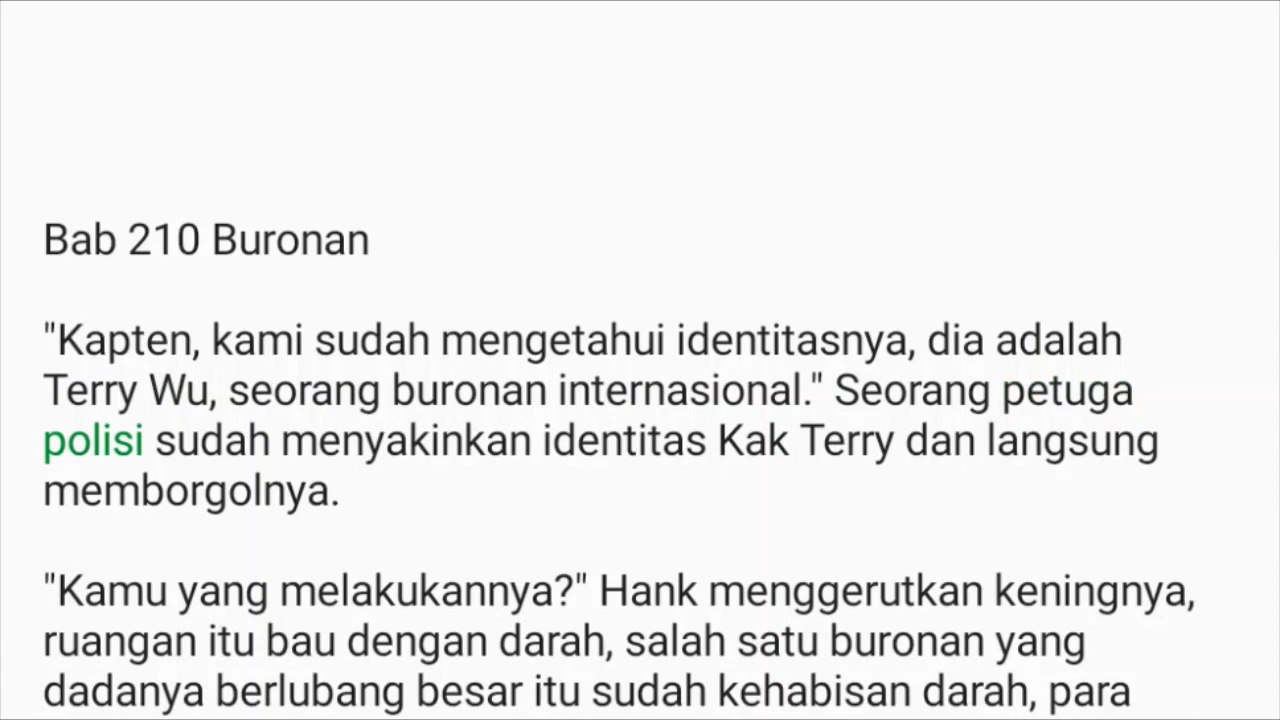 Bab 210 Buronan
"Kapten, kami sudah mengetahui identitasnya, dia adalah
Terry Wu, seorang buronan internasional." Seorang petuga
polisi sudah menyakinkan identitas Kak Terry dan langsung
memborgolnya.
"Kamu yang melakukannya?" Hank menggerutkan keningnya,
ruangan itu bau dengan darah, salah satu buronan yang
dadanya berlubang besar itu sudah kehabisan darah, para